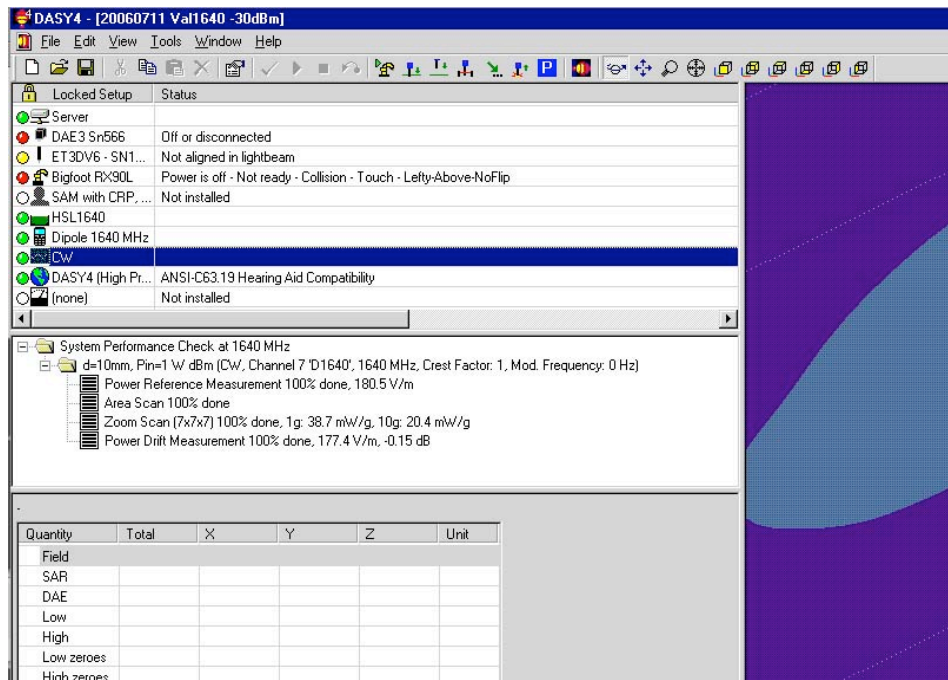 DASY4 - [20060711 Val1640 -30dBm]
File Edit View Tools Window Help
Locked Setup Status
Server
DAE3 Sn566 Off or disconnected
ET3DV6 - SN1... Not aligned in lightbeam
Bigfoot RX90L Power is off - Not ready - Collision - Touch - Lefty-Above-NoFlip
SAM with CRP, ... Not installed
HSL1640
Dipole 1640 MHz
CW
DASY4 (High Pr... ANSI-C63.19 Hearing Aid Compatibility
(none) Not installed
System Performance Check at 1640 MHz
d=10mm, Pin=1 W dBm (CW, Channel 7 'D1640', 1640 MHz, Crest Factor: 1, Mod. Frequency: 0 Hz)
Power Reference Measurement 100% done, 180.5 V/m
Area Scan 100% done
Zoom Scan (7x7x7) 100% done, 1g: 38.7 mW/g, 10g: 20.4 mW/g
Power Drift Measurement 100% done, 177.4 V/m, -0.15 dB
-
Quantity Total X Y Z Unit
Field
SAR
DAE
Low
High
Low zeroes
High zeroes